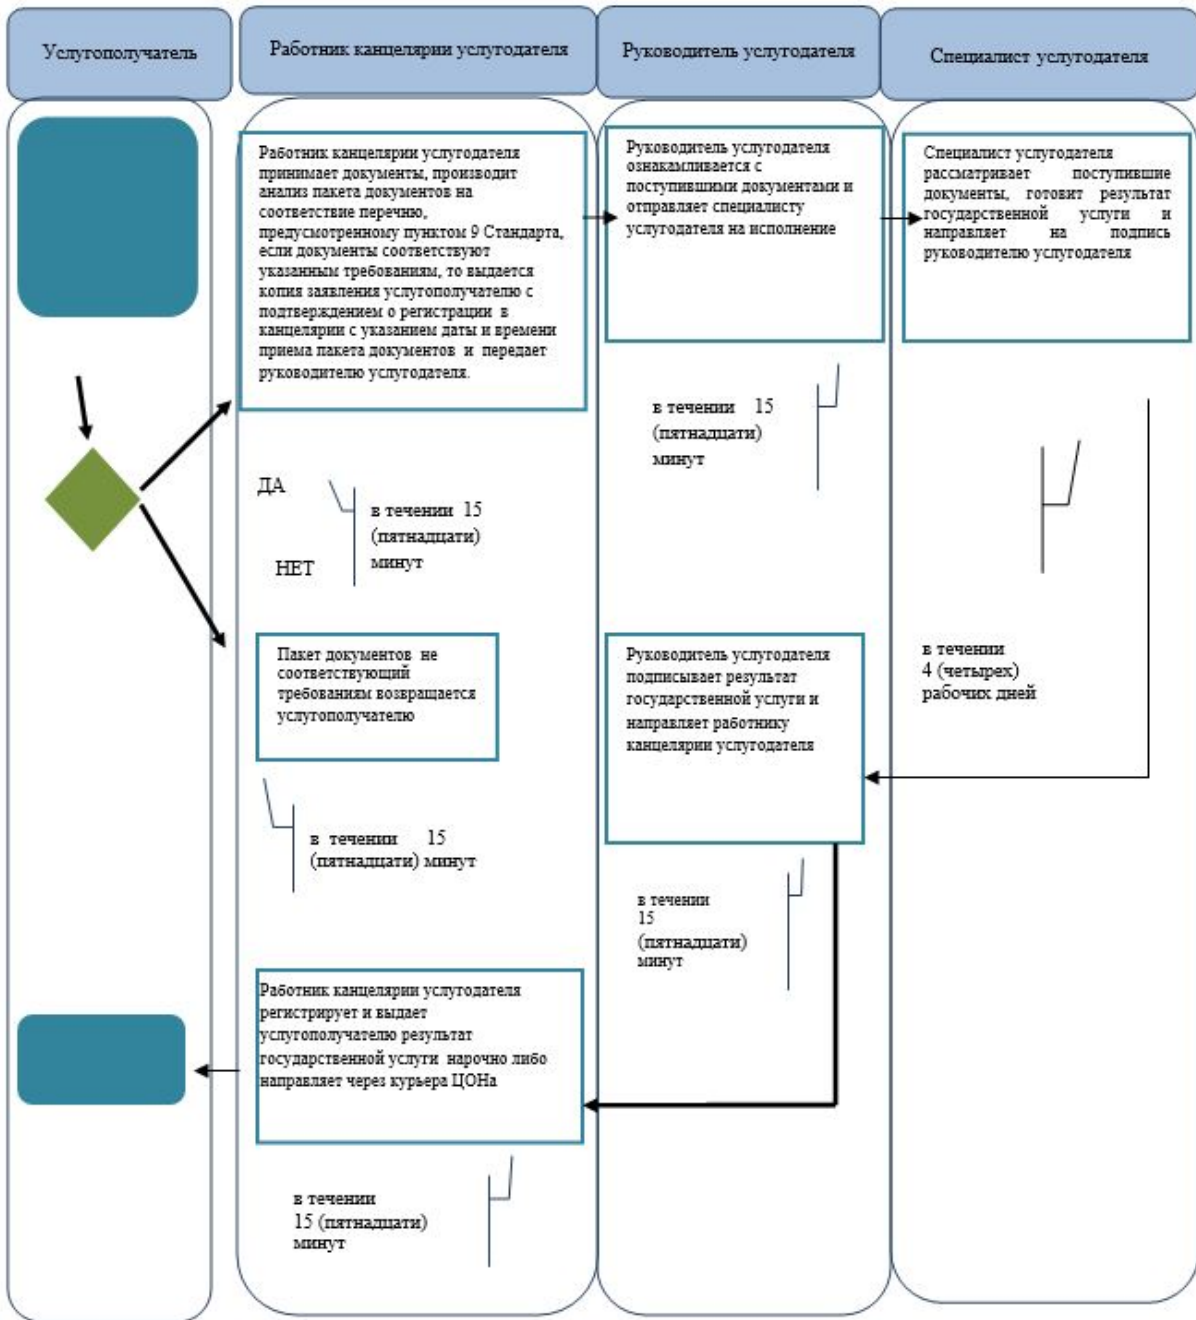 Услугополучатель
Работник канцелярии услугодателя
Руководитель услугодателя
Специалист услугодателя
Работник канцелярии услугодателя
принимает документы, производит
анализ пакета документов на
соответствие перечню,
предусмотренному пунктом 9 Стандарта,
если документы соответствуют
указанным требованиям, то выдается
копия заявления услугополучателю с
подтверждением о регистрации в
канцелярии с указанием даты и времени
приема пакета документов и передает
руководителю услугодателя.
Руководитель услугодателя
ознакамливается с
поступившими документами и
отправляет специалисту
услугодателя на исполнение
Специалист услугодателя
рассматривает поступившие
документы, готовит результат
государственной услуги и
направляет на подпись
руководителю услугодателя
в течении 15
(пятнадцати)
минут
ДА
в течении 15
(пятнадцати)
минут
НЕТ
Пакет документов не
соответствующий
требованиям возвращается
услугополучателю
Руководитель услугодателя
подписывает результат
государственной услуги и
направляет работнику
канцелярии услугодателя
в течении
4 (четырех)
рабочих дней
в течении 15
(пятнадцати) минут
в течении
15
(пятнадцати)
минут
Работник канцелярии услугодателя
регистрирует и выдает
услугополучателю результат
государственной услуги нарочно либо
направляет через курьера ЦОНа
в течении
15 (пятнадцати)
минут